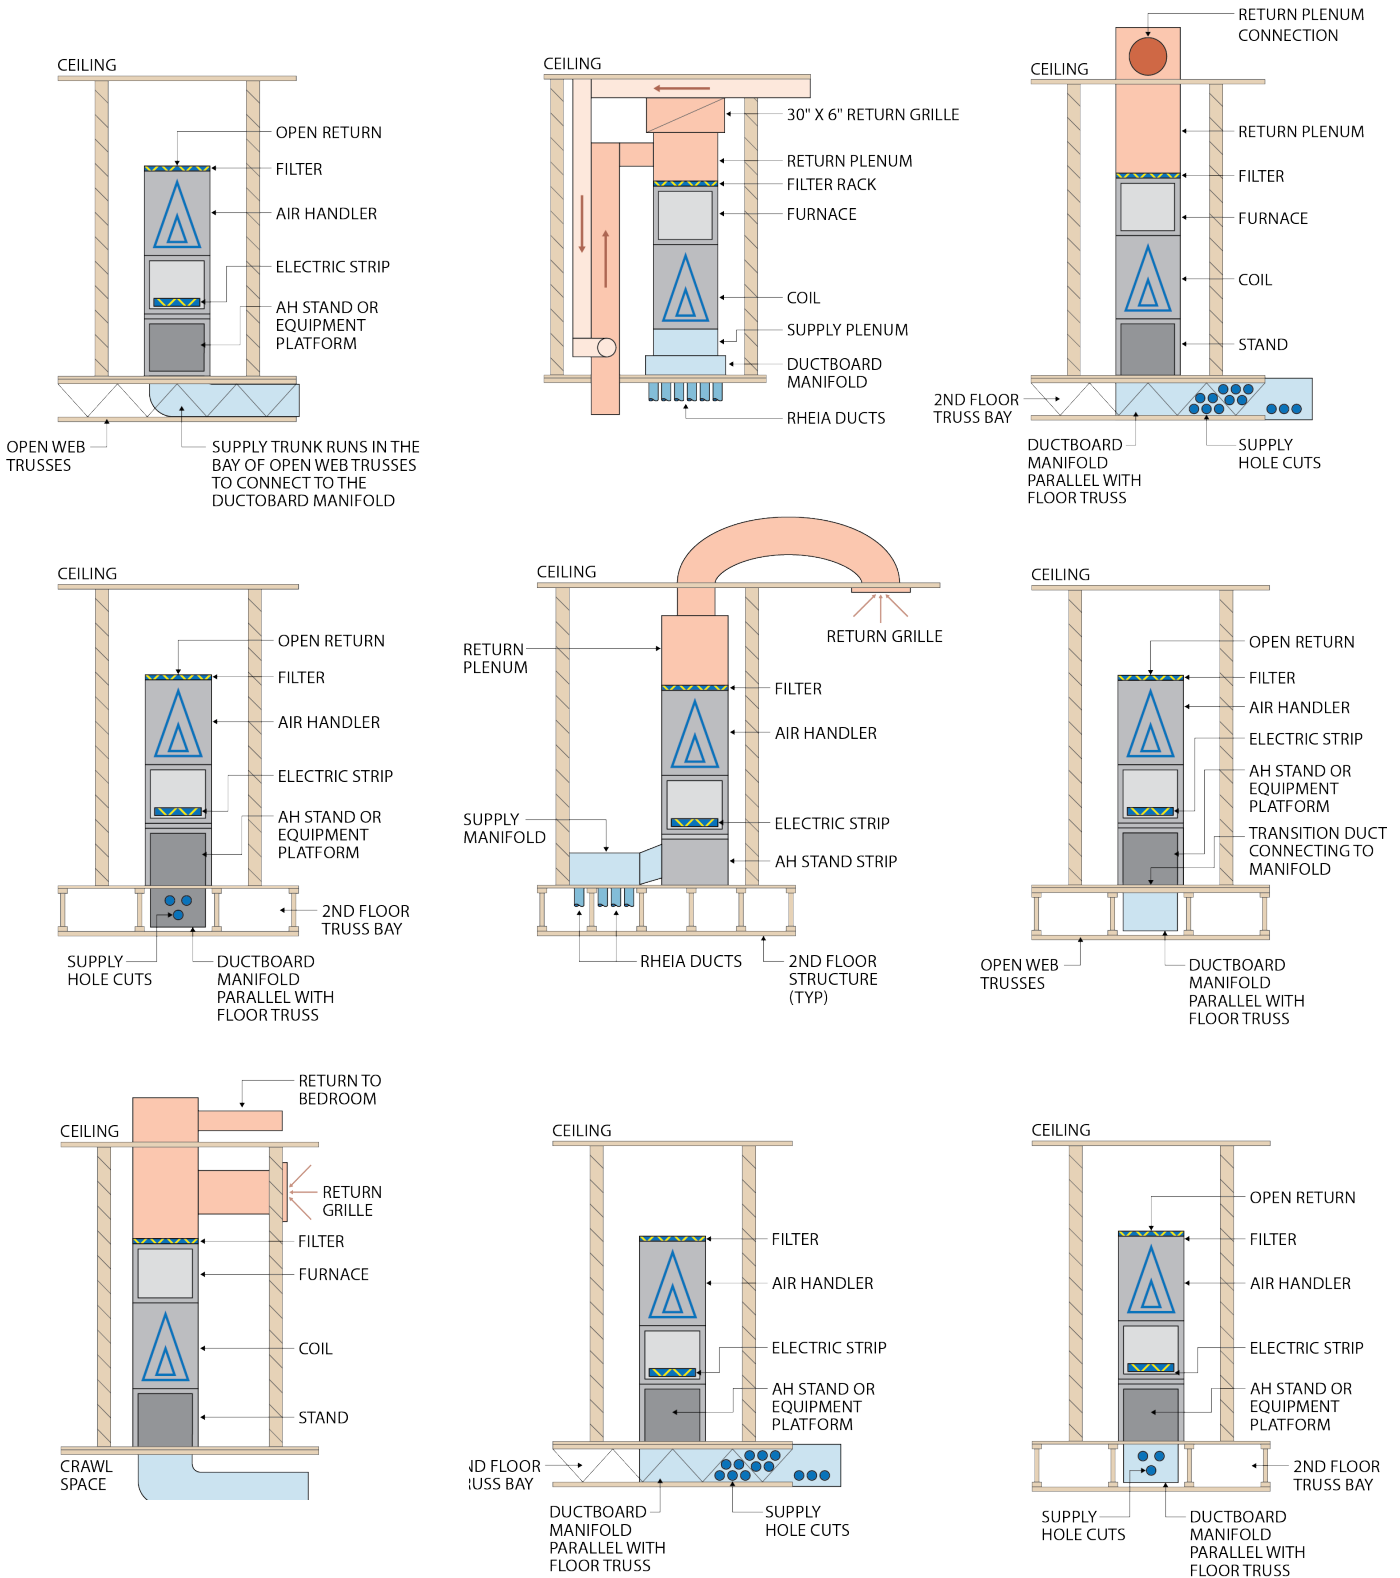 CEILING
OPEN RETURN
FILTER
AIR HANDLER
ELECTRIC STRIP
AH STAND OR
EQUIPMENT
PLATFORM
OPEN WEB
TRUSSES
SUPPLY TRUNK RUNS IN THE
BAY OF OPEN WEB TRUSSES
TO CONNECT TO THE
DUCTOBARD MANIFOLD
CEILING
30" X 6" RETURN GRILLE
RETURN PLENUM
FILTER RACK
FURNACE
COIL
SUPPLY PLENUM
DUCTBOARD
MANIFOLD
RHEIA DUCTS
RETURN PLENUM
CONNECTION
CEILING
RETURN PLENUM
FILTER
FURNACE
COIL
STAND
2ND FLOOR
TRUSS BAY
DUCTBOARD
MANIFOLD
PARALLEL WITH
FLOOR TRUSS
SUPPLY
HOLE CUTS
CEILING
OPEN RETURN
FILTER
AIR HANDLER
ELECTRIC STRIP
AH STAND OR
EQUIPMENT
PLATFORM
2ND FLOOR
TRUSS BAY
SUPPLY
HOLE CUTS
DUCTBOARD
MANIFOLD
PARALLEL WITH
FLOOR TRUSS
CEILING
RETURN GRILLE
RETURN
PLENUM
FILTER
AIR HANDLER
SUPPLY
MANIFOLD
ELECTRIC STRIP
AH STAND STRIP
RHEIA DUCTS
2ND FLOOR
STRUCTURE
(TYP)
CEILING
OPEN RETURN
FILTER
AIR HANDLER
ELECTRIC STRIP
AH STAND OR
EQUIPMENT
PLATFORM
TRANSITION DUCT
CONNECTING TO
MANIFOLD
OPEN WEB
TRUSSES
DUCTBOARD
MANIFOLD
PARALLEL WITH
FLOOR TRUSS
RETURN TO
BEDROOM
CEILING
RETURN
GRILLE
FILTER
FURNACE
COIL
STAND
CRAWL
SPACE
CEILING
FILTER
AIR HANDLER
ELECTRIC STRIP
AH STAND OR
EQUIPMENT
PLATFORM
ND FLOOR
RUSS BAY
DUCTBOARD
MANIFOLD
PARALLEL WITH
FLOOR TRUSS
SUPPLY
HOLE CUTS
CEILING
OPEN RETURN
FILTER
AIR HANDLER
ELECTRIC STRIP
AH STAND OR
EQUIPMENT
PLATFORM
2ND FLOOR
TRUSS BAY
SUPPLY
HOLE CUTS
DUCTBOARD
MANIFOLD
PARALLEL WITH
FLOOR TRUSS